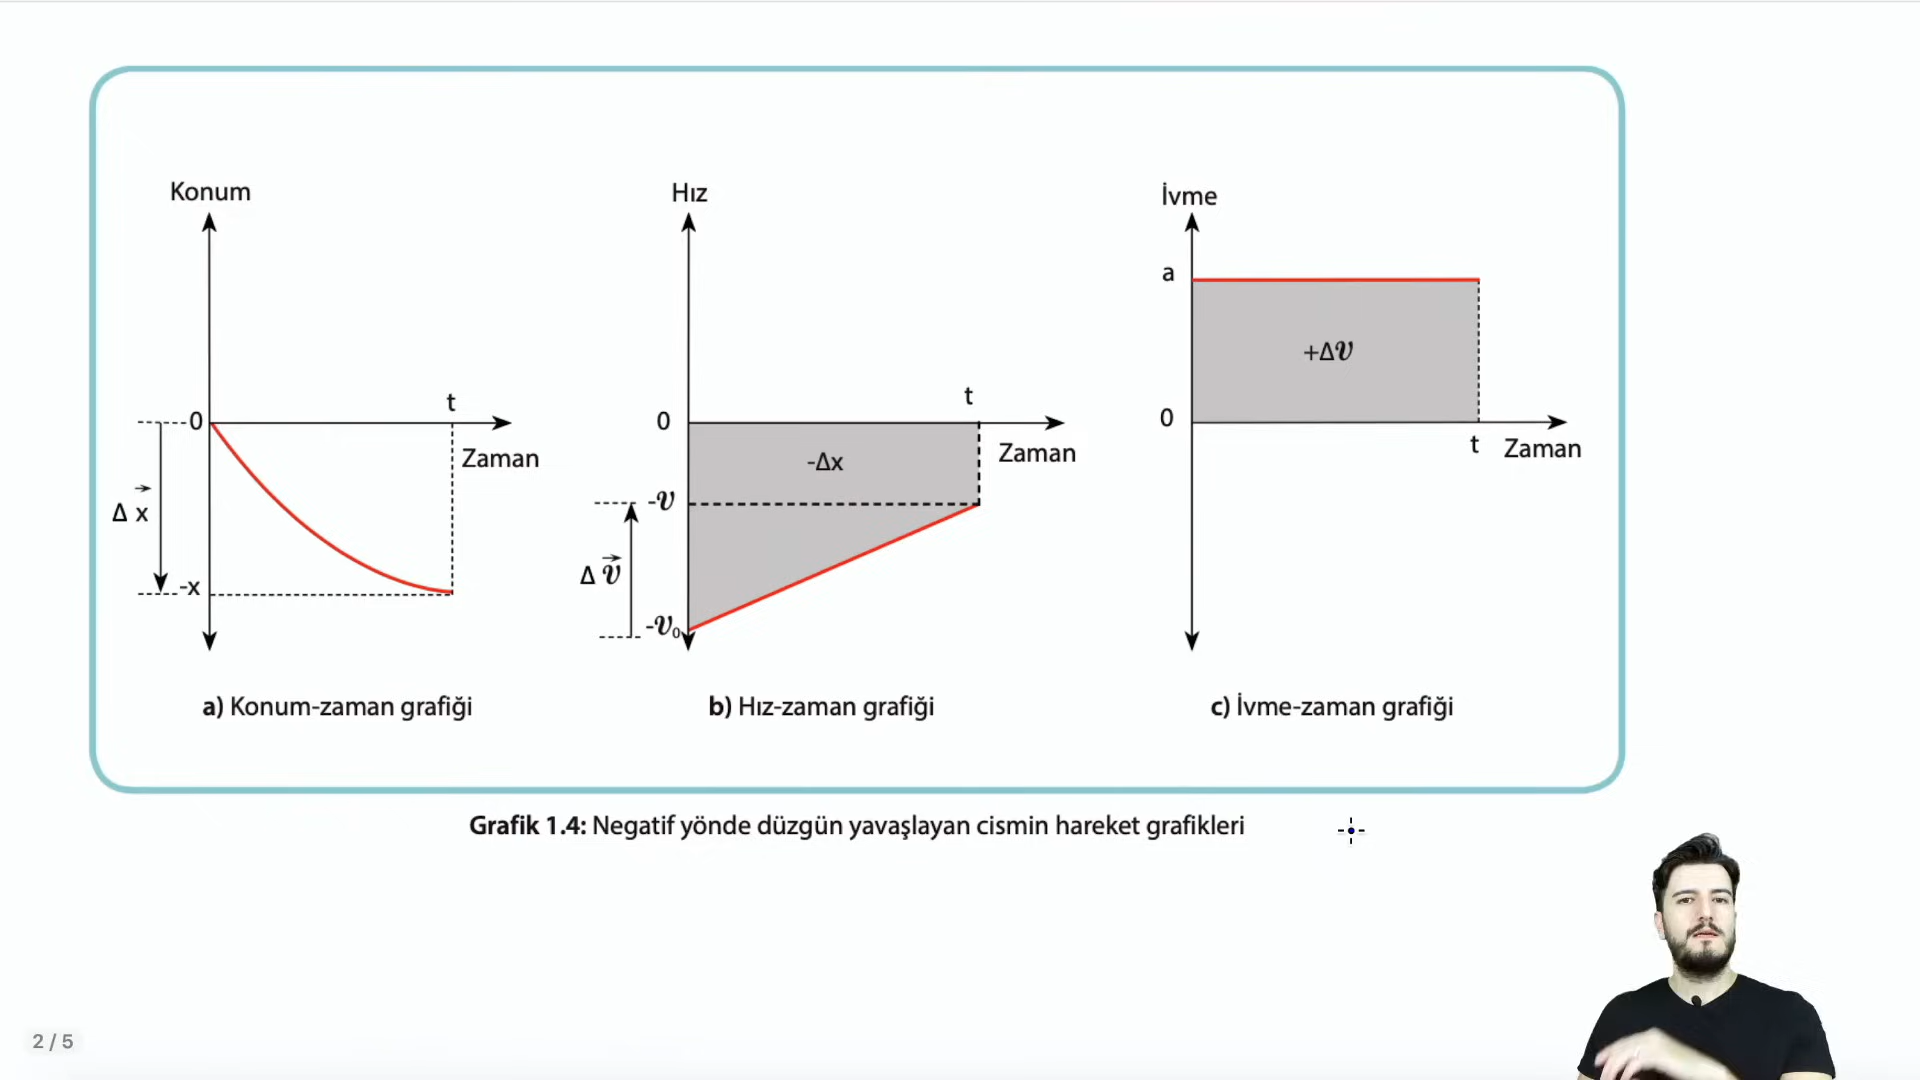 Konum
0
t
Zaman
Δ x⃗
-x
a) Konum-zaman grafiği
Hız
0
t
Zaman
-Δx
-𝒗
Δ 𝒗⃗
-𝒗₀
b) Hız-zaman grafiği
İvme
a
+Δ𝒗
0
t Zaman
c) İvme-zaman grafiği
Grafik 1.4: Negatif yönde düzgün yavaşlayan cismin hareket grafikleri
2 / 5